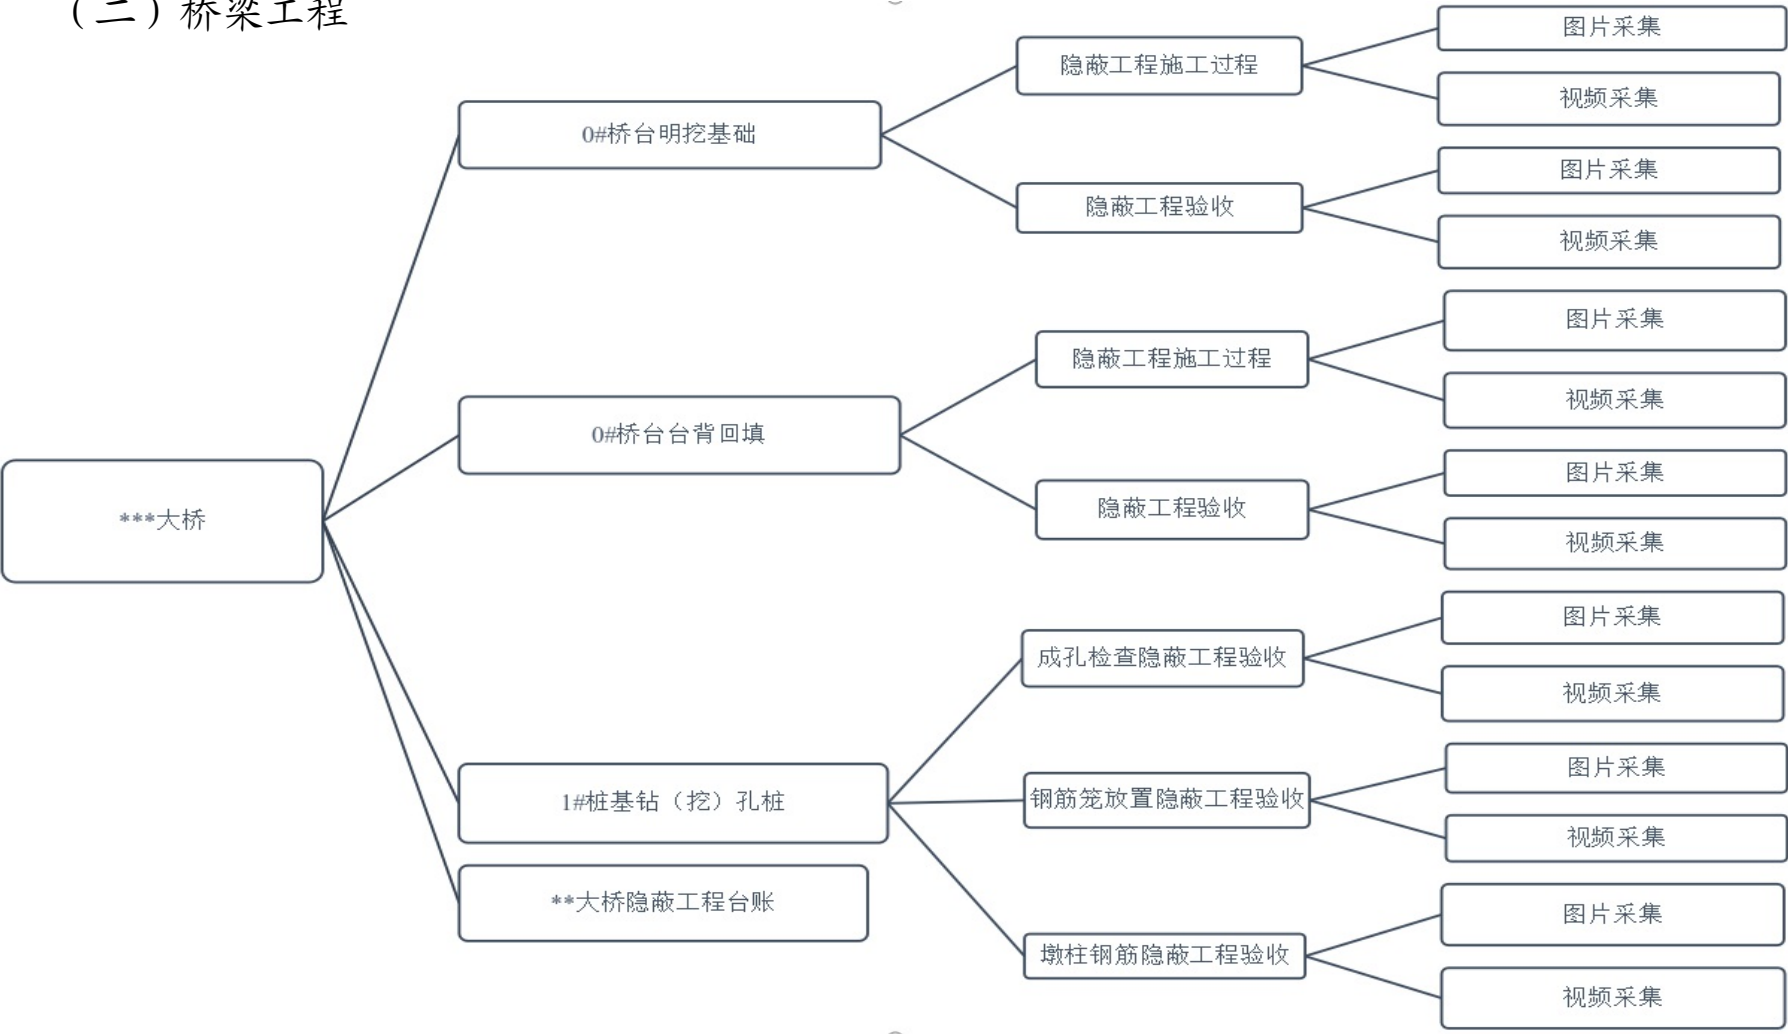 （二）桥梁工程
***大桥
0#桥台明挖基础
隐蔽工程施工过程
图片采集
视频采集
隐蔽工程验收
图片采集
视频采集
0#桥台台背回填
隐蔽工程施工过程
图片采集
视频采集
隐蔽工程验收
图片采集
视频采集
1#桩基钻（挖）孔桩
成孔检查隐蔽工程验收
图片采集
视频采集
钢筋笼放置隐蔽工程验收
图片采集
视频采集
墩柱钢筋隐蔽工程验收
图片采集
视频采集
**大桥隐蔽工程台账